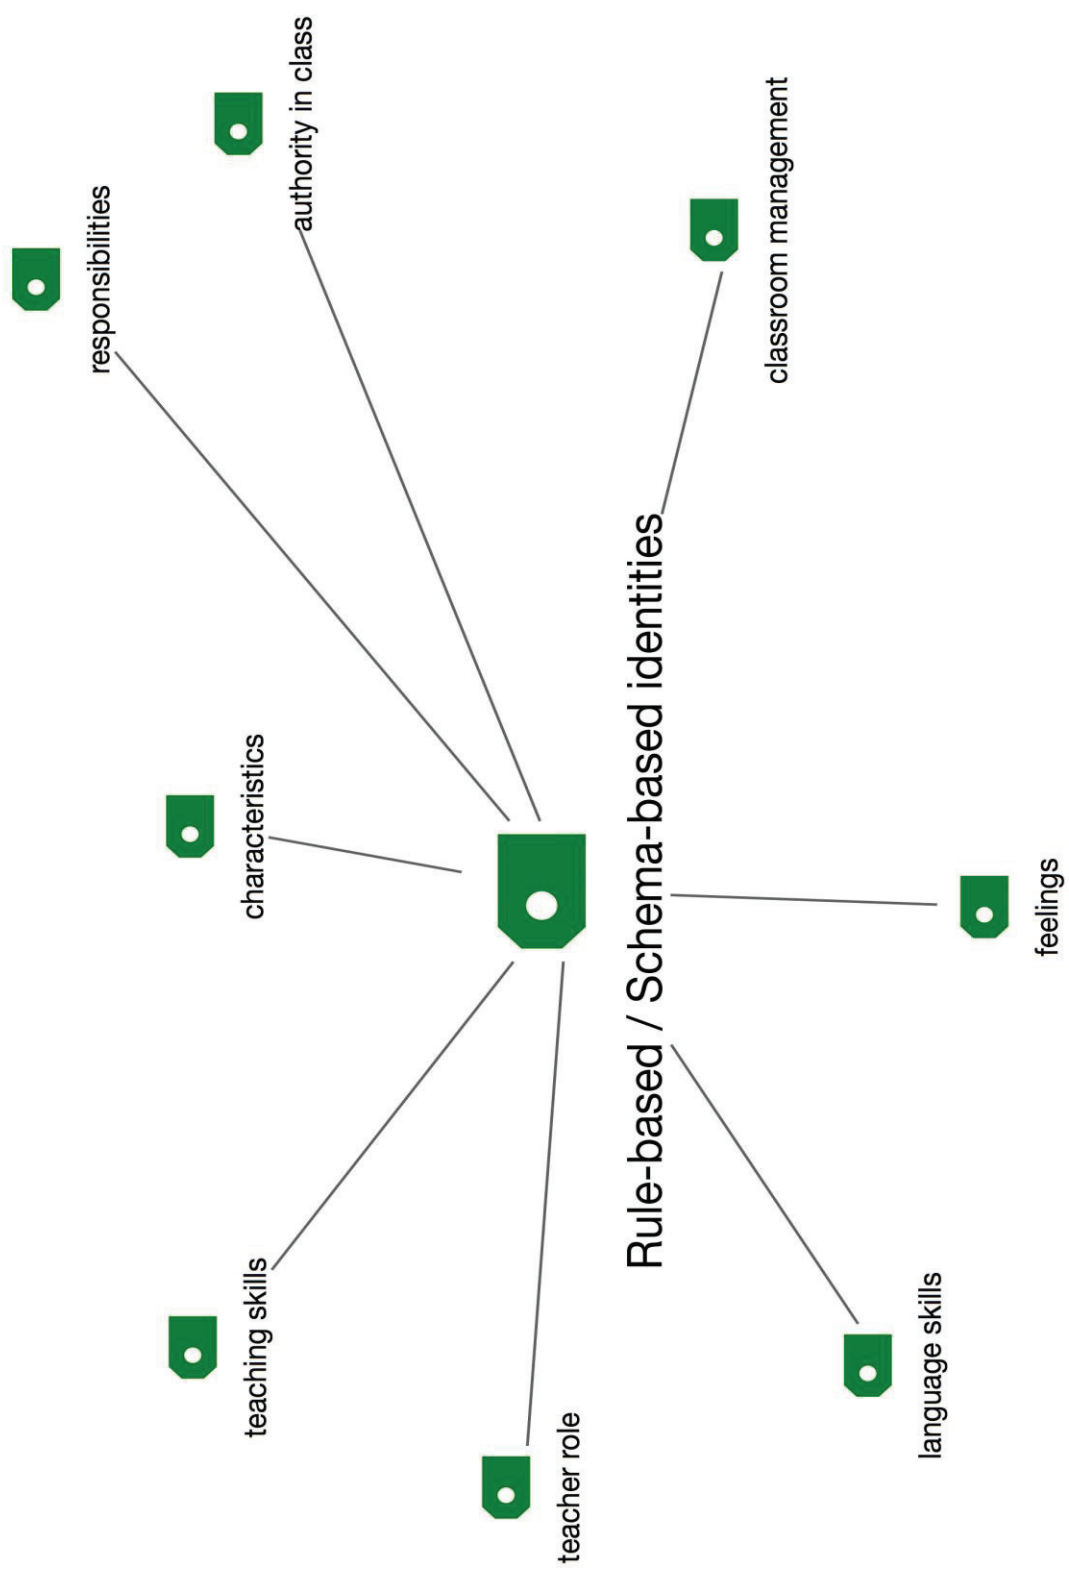 responsibilities
characteristics
teaching skills
authority in class
teacher role
Rule-based / Schema-based identities
classroom management
language skills
feelings